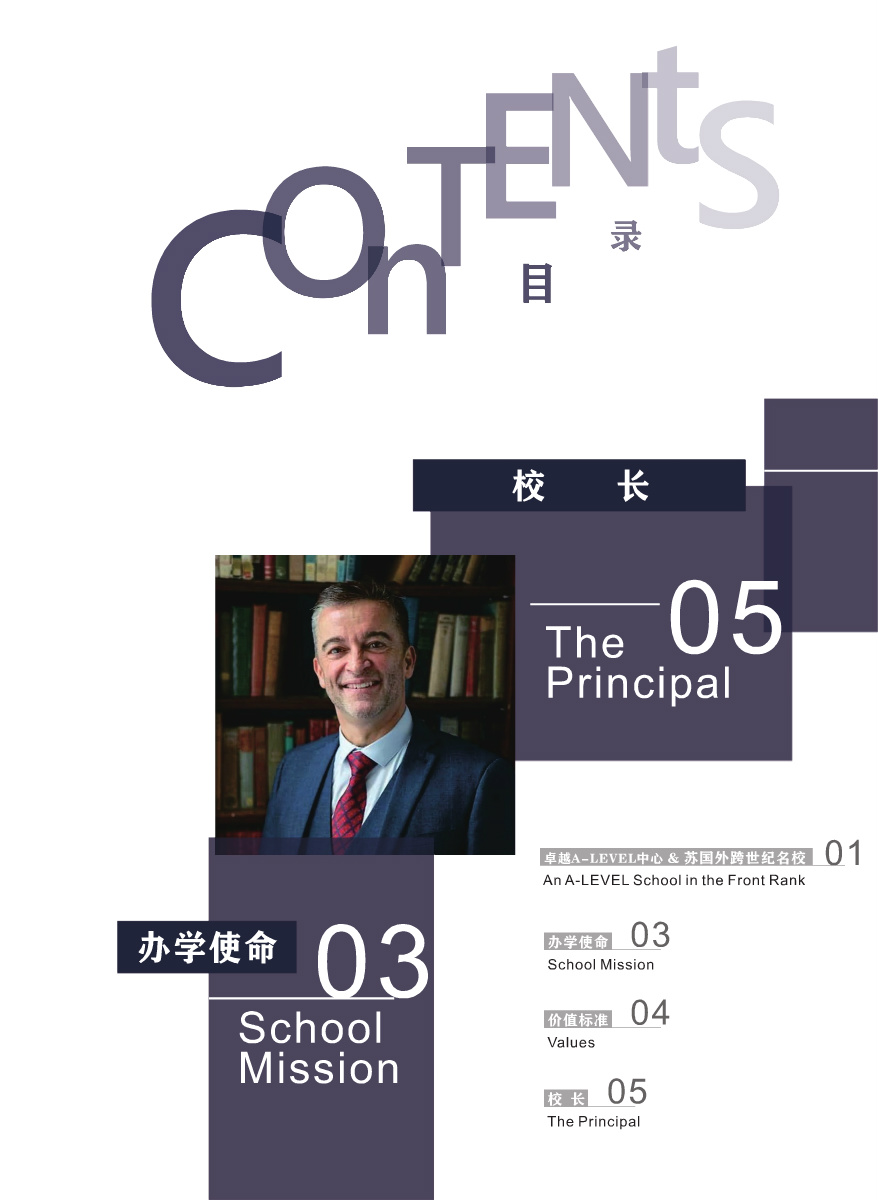 ConTENts
目录
校 长
05
The
Principal
卓越A-LEVEL中心 & 苏国外跨世纪名校 01
An A-LEVEL School in the Front Rank
办学使命 03
School
Mission
办学使命 03
School Mission
价值标准 04
Values
校 长 05
The Principal